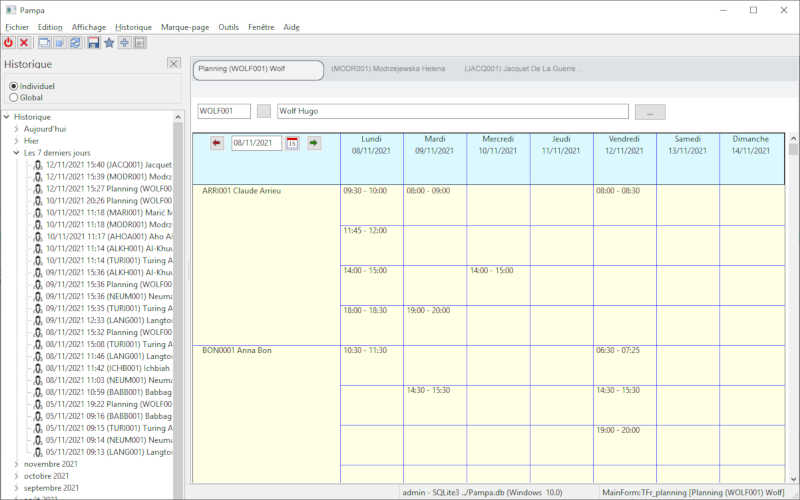 Pampa
Fichier Edition Affichage Historique Marque-page Outils Fenêtre Aide
Historique
Individuel
Global
Historique
Aujourd'hui
Hier
Les 7 derniers jours
12/11/2021 15:40 (JACQ001) Jacquet
12/11/2021 15:39 (MODR001) Modrz
12/11/2021 15:27 Planning (WOLF00
10/11/2021 20:26 Planning (WOLF00
10/11/2021 11:18 (MARI001) Maric M
10/11/2021 11:18 (MODR001) Modrz
10/11/2021 11:17 (AHOA001) Aho Al
10/11/2021 11:14 (ALKH001) Al-Khu
10/11/2021 11:14 (TURI001) Turing A
09/11/2021 15:36 (ALKH001) Al-Khu
09/11/2021 15:36 Planning (WOLF00
09/11/2021 15:36 (NEUM001) Neuma
09/11/2021 15:35 (TURI001) Turing A
09/11/2021 12:33 (LANG001) Langto
08/11/2021 15:32 Planning (WOLF00
08/11/2021 15:08 (TURI001) Turing A
08/11/2021 11:46 (LANG001) Langto
08/11/2021 11:42 (ICHB001) Ichbiah
08/11/2021 11:03 (NEUM001) Neuma
08/11/2021 10:59 (BABB001) Babbag
05/11/2021 19:22 Planning (WOLF00
05/11/2021 09:16 (BABB001) Babbag
05/11/2021 09:15 (TURI001) Turing A
05/11/2021 09:14 (NEUM001) Neuma
05/11/2021 09:13 (LANG001) Langto
novembre 2021
octobre 2021
septembre 2021
Planning (WOLF001) Wolf (MODR001) Modrzejewska Helena (JACQ001) Jacquet De La Guerre ...
WOLF001 Wolf Hugo ...
08/11/2021 15
Lundi Mardi Mercredi Jeudi Vendredi Samedi Dimanche
08/11/2021 09/11/2021 10/11/2021 11/11/2021 12/11/2021 13/11/2021 14/11/2021
ARRI001 Claude Arrieu 09:30 - 10:00 08:00 - 09:00 08:00 - 08:30
11:45 - 12:00
14:00 - 15:00 14:00 - 15:00
18:00 - 18:30 19:00 - 20:00
BON0001 Anna Bon 10:30 - 11:30 06:30 - 07:25
14:30 - 15:30 14:30 - 15:30
19:00 - 20:00
admin - SQLite3 ../Pampa.db (Windows 10.0) MainForm:TFr_planning [Planning (WOLF001) Wolf]